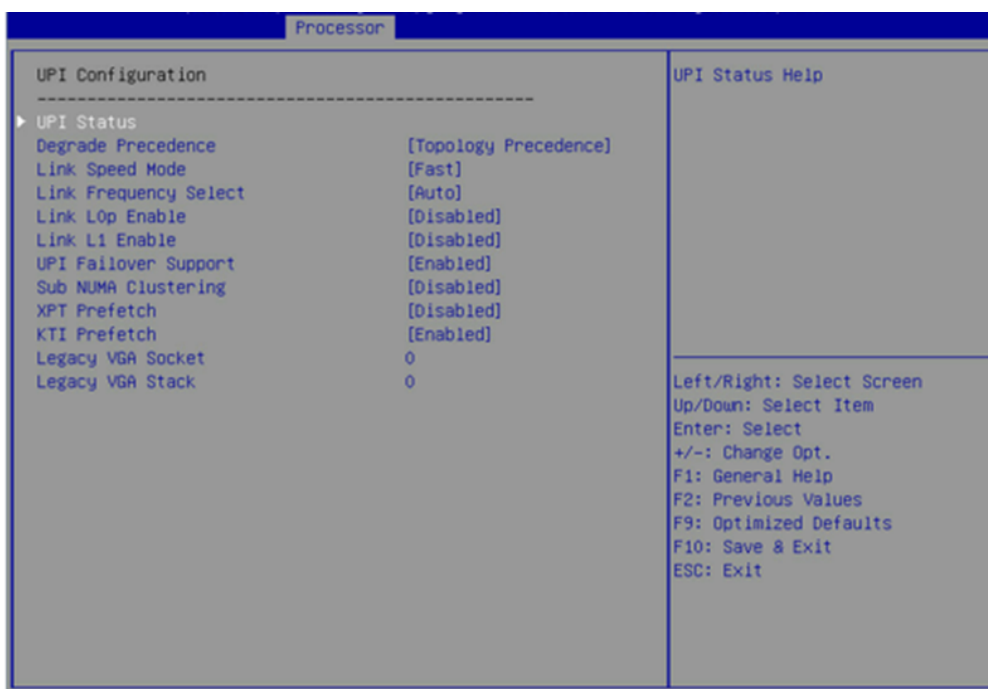 Processor
UPI Configuration
--------------------------------------------------
UPI Status
Degrade Precedence [Topology Precedence]
Link Speed Mode [Fast]
Link Frequency Select [Auto]
Link L0p Enable [Disabled]
Link L1 Enable [Disabled]
UPI Failover Support [Enabled]
Sub NUMA Clustering [Disabled]
XPT Prefetch [Disabled]
KTI Prefetch [Enabled]
Legacy VGA Socket 0
Legacy VGA Stack 0
UPI Status Help
Left/Right: Select Screen
Up/Down: Select Item
Enter: Select
+/-: Change Opt.
F1: General Help
F2: Previous Values
F9: Optimized Defaults
F10: Save & Exit
ESC: Exit